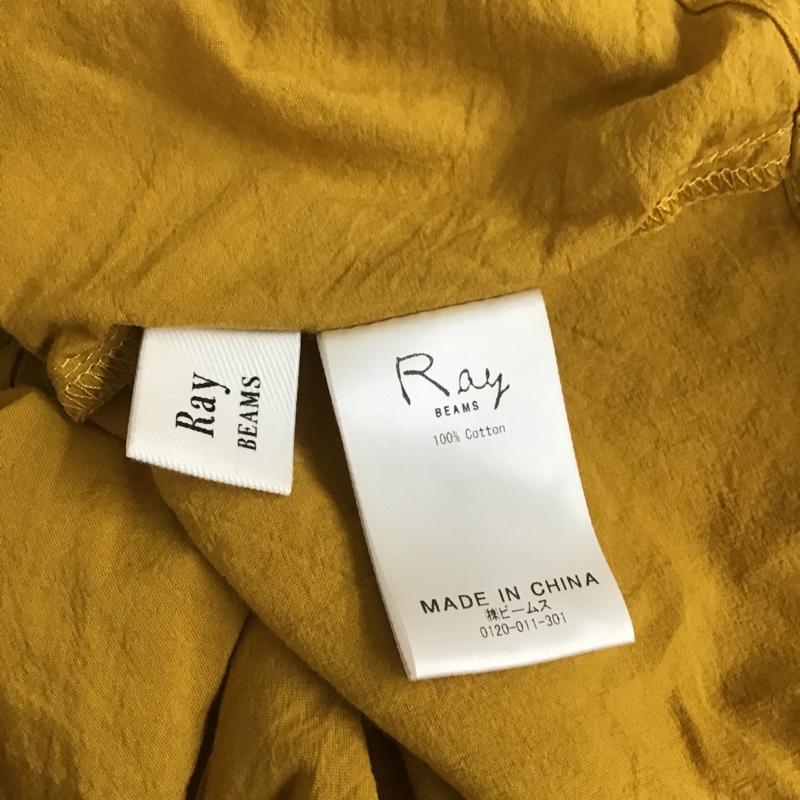 Ray
BEAMS
Ray
BEAMS
100% Cotton
MADE IN CHINA
㈱ビームス
0120-011-301